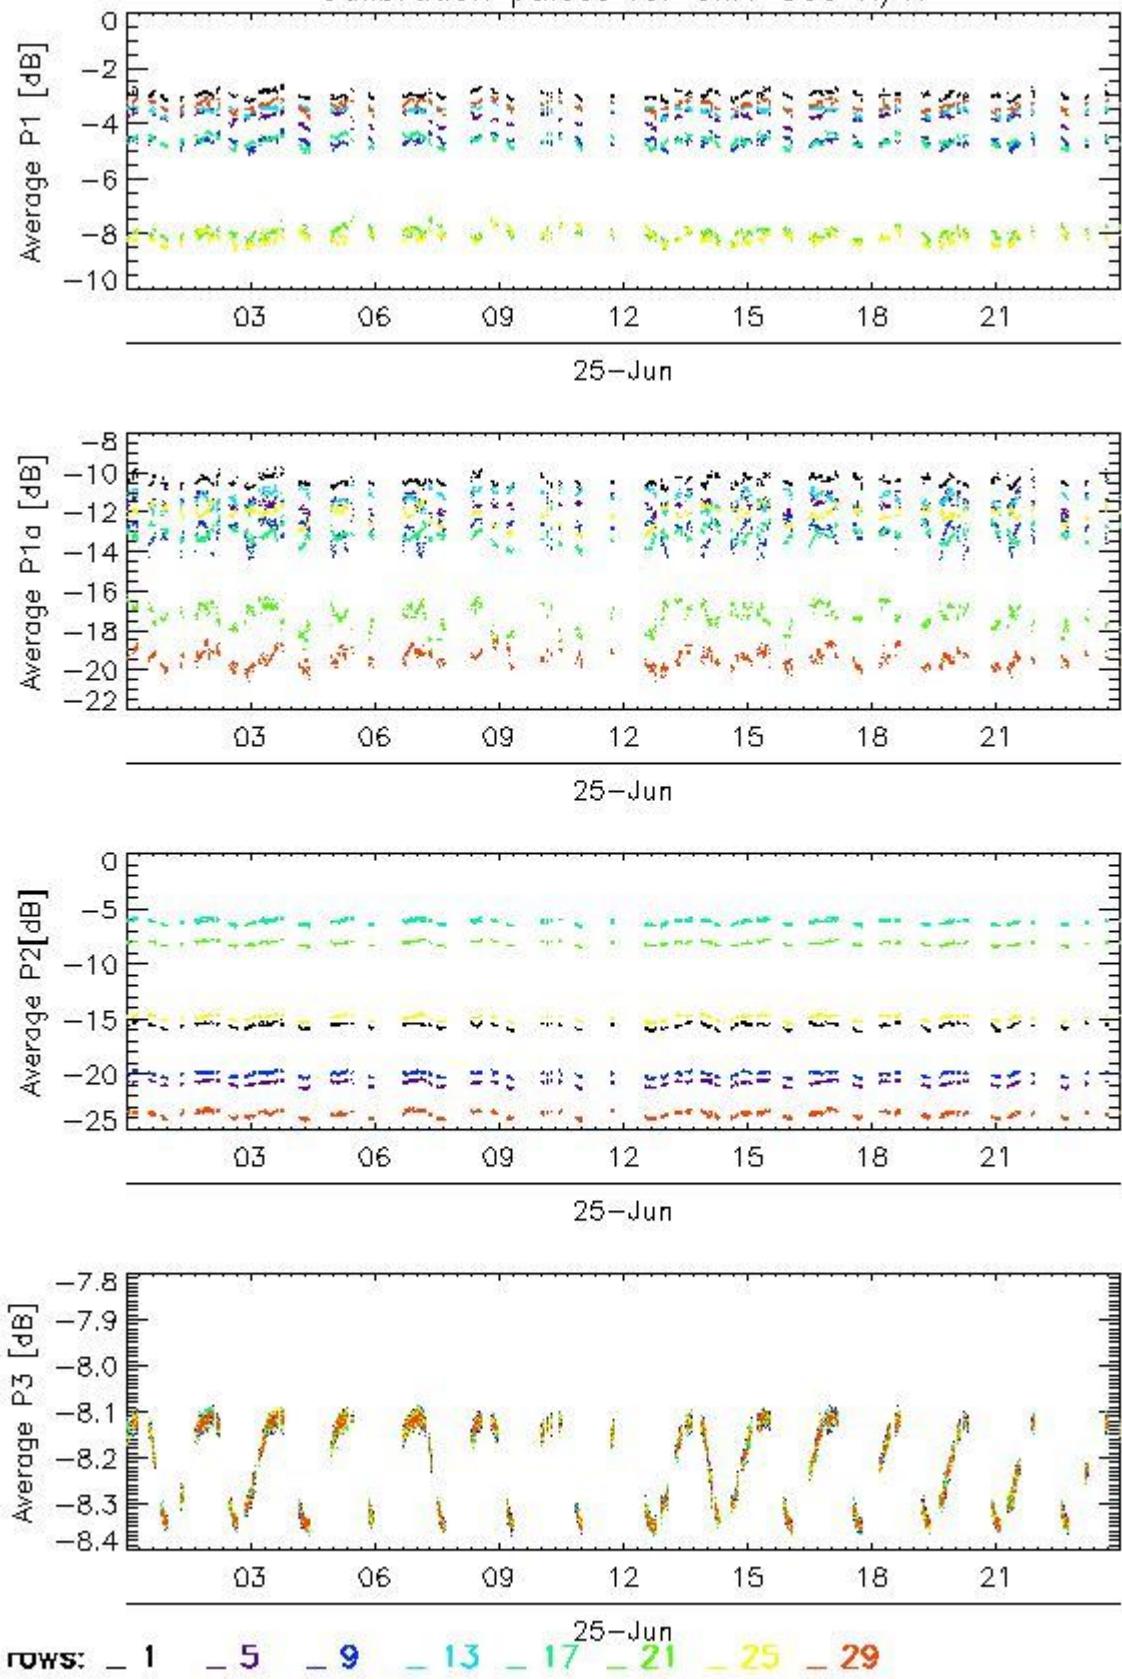 Average P1 [dB]
0
-2
-4
-6
-8
-10
03 06 09 12 15 18 21
25-Jun
Average P1a [dB]
-8
-10
-12
-14
-16
-18
-20
-22
03 06 09 12 15 18 21
25-Jun
Average P2[dB]
0
-5
-10
-15
-20
-25
03 06 09 12 15 18 21
25-Jun
Average P3 [dB]
-7.8
-7.9
-8.0
-8.1
-8.2
-8.3
-8.4
03 06 09 12 15 18 21
25-Jun
rows: _ 1 _ 5 _ 9 _ 13 _ 17 _ 21 _ 25 _ 29